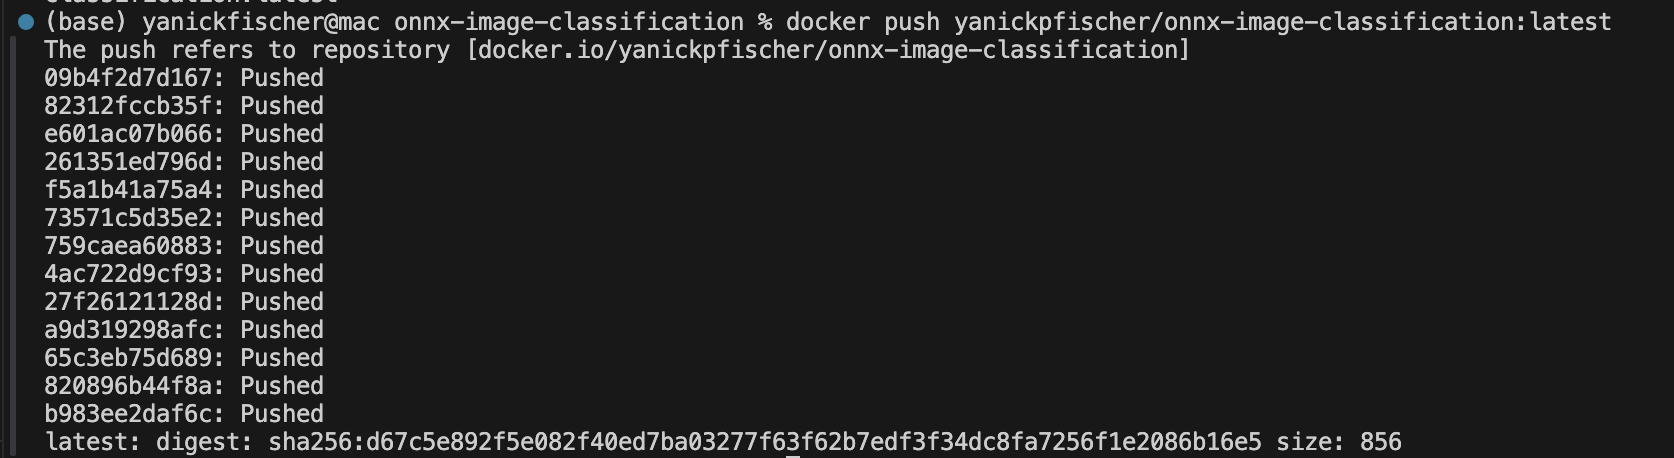 classification:latest
(base) yanickfischer@mac onnx-image-classification % docker push yanickpfischer/onnx-image-classification:latest
The push refers to repository [docker.io/yanickpfischer/onnx-image-classification]
09b4f2d7d167: Pushed
82312fccb35f: Pushed
e601ac07b066: Pushed
261351ed796d: Pushed
f5a1b41a75a4: Pushed
73571c5d35e2: Pushed
759caea60883: Pushed
4ac722d9cf93: Pushed
27f26121128d: Pushed
a9d319298afc: Pushed
65c3eb75d689: Pushed
820896b44f8a: Pushed
b983ee2daf6c: Pushed
latest: digest: sha256:d67c5e892f5e082f40ed7ba03277f63f62b7edf3f34dc8fa7256f1e2086b16e5 size: 856